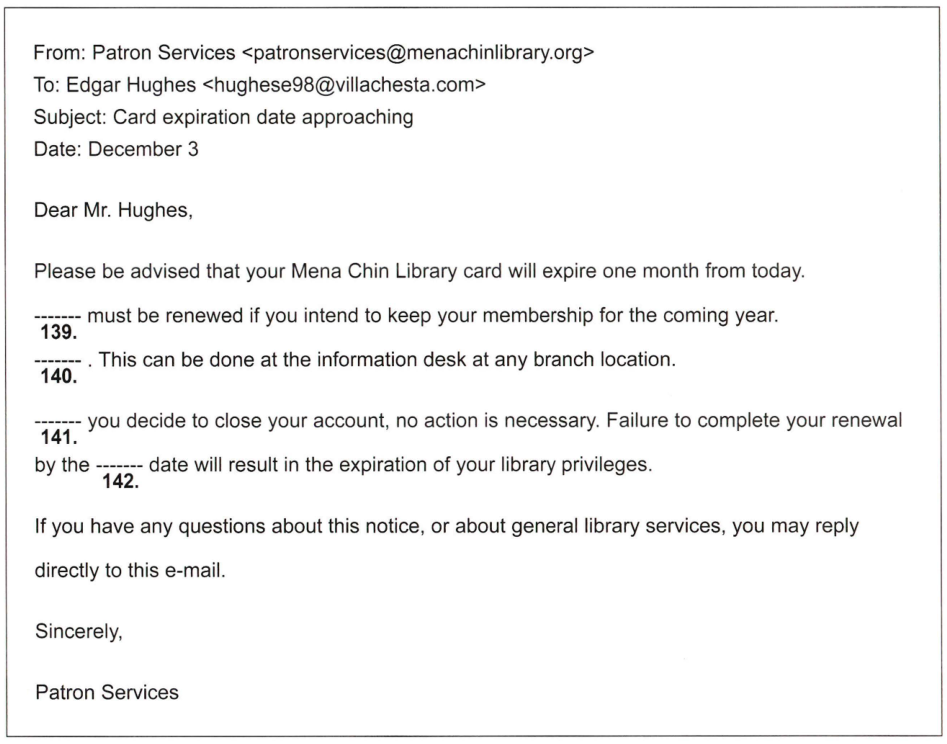 From: Patron Services <patronservices@menachinlibrary.org>
To: Edgar Hughes <hughese98@villachesta.com>
Subject: Card expiration date approaching
Date: December 3
Dear Mr. Hughes,
Please be advised that your Mena Chin Library card will expire one month from today.
------- must be renewed if you intend to keep your membership for the coming year.
139.
------- . This can be done at the information desk at any branch location.
140.
------- you decide to close your account, no action is necessary. Failure to complete your renewal
141.
by the ------- date will result in the expiration of your library privileges.
142.
If you have any questions about this notice, or about general library services, you may reply
directly to this e-mail.
Sincerely,
Patron Services